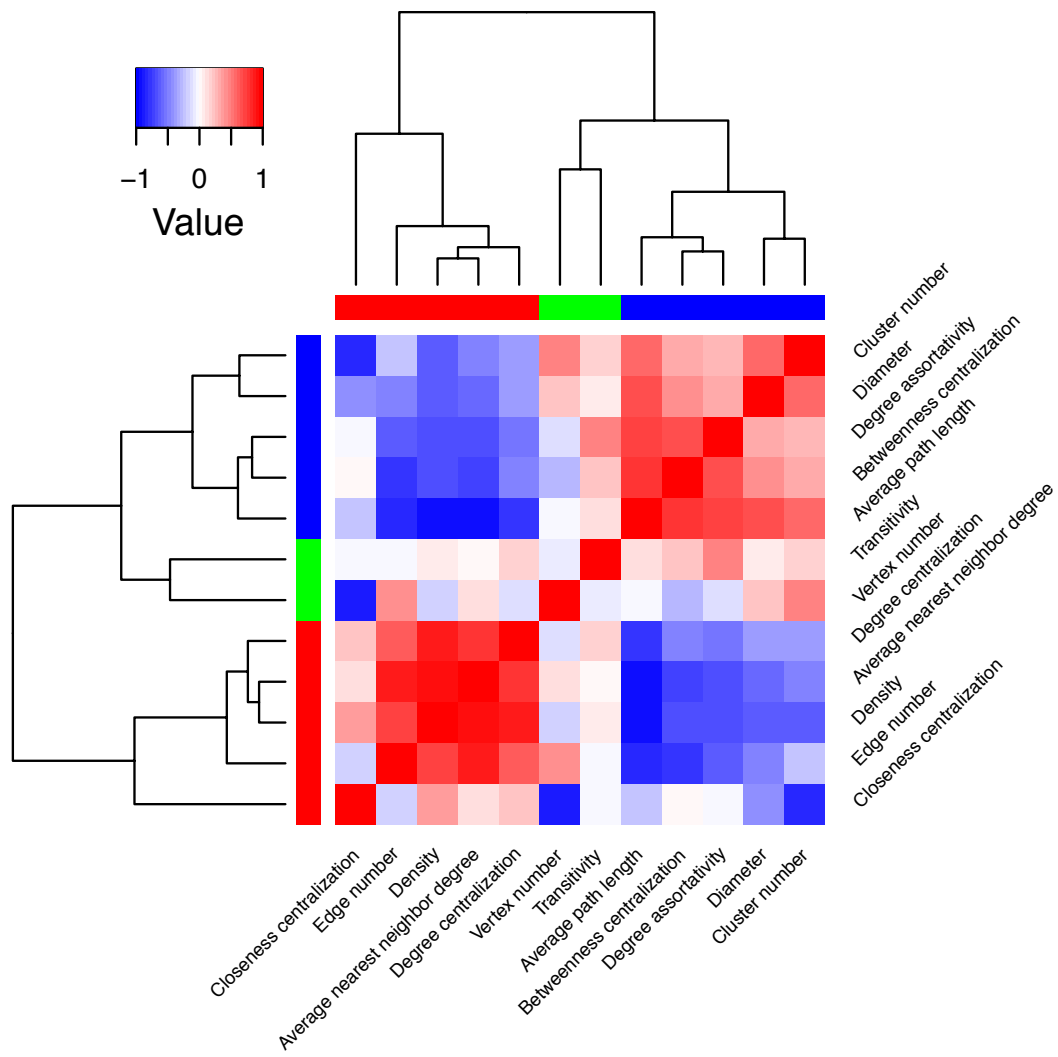 −1 0 1
Value
Cluster number
Diameter
Degree assortativity
Betweenness centralization
Average path length
Transitivity
Vertex number
Degree centralization
Average nearest neighbor degree
Density
Edge number
Closeness centralization
Closeness centralization
Edge number
Density
Average nearest neighbor degree
Degree centralization
Vertex number
Transitivity
Average path length
Betweenness centralization
Degree assortativity
Diameter
Cluster number